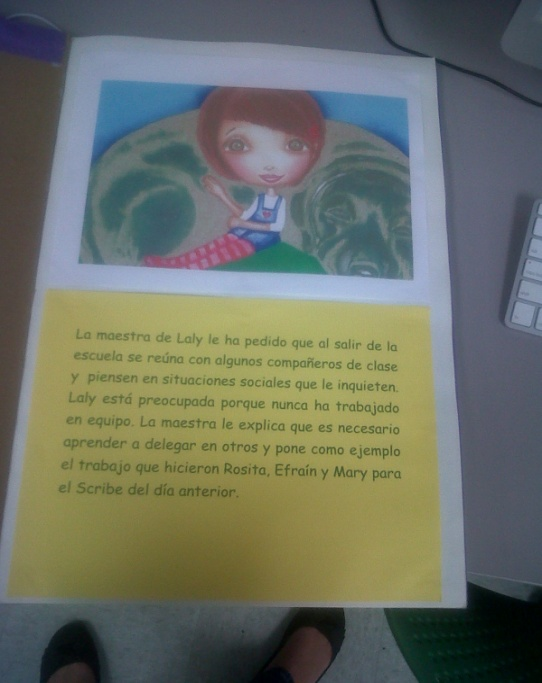 La maestra de Laly le ha pedido que al salir de la
escuela se reúna con algunos compañeros de clase
y piensen en situaciones sociales que le inquieten.
Laly está preocupada porque nunca ha trabajado
en equipo. La maestra le explica que es necesario
aprender a delegar en otros y pone como ejemplo
el trabajo que hicieron Rosita, Efraín y Mary para
el Scribe del día anterior.